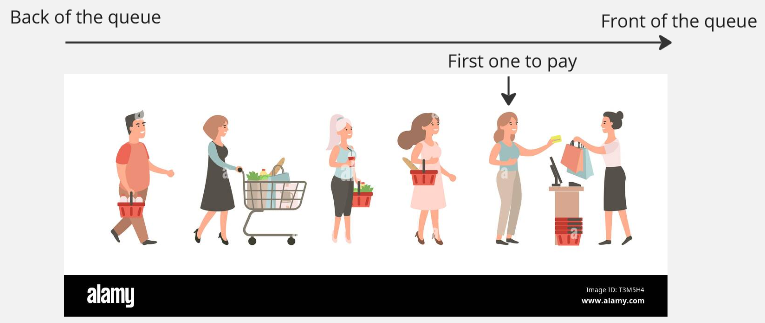 Back of the queue
Front of the queue
First one to pay
a
a
a
a
a
alamy
Image ID: T3M5H4
www.alamy.com